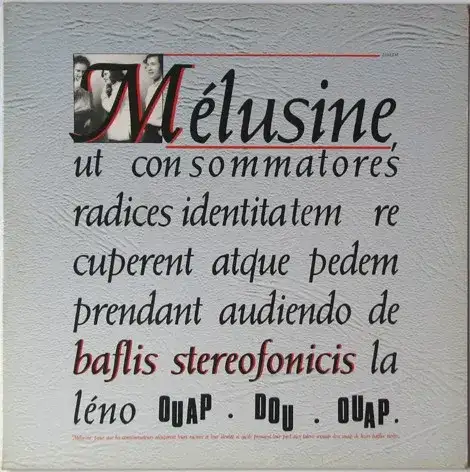 Mélusine,
ut consommatores
radices identitatem re
cuperent atque pedem
prendant audiendo de
baflis stereofonicis la
léno OUAP . DOU . OUAP.